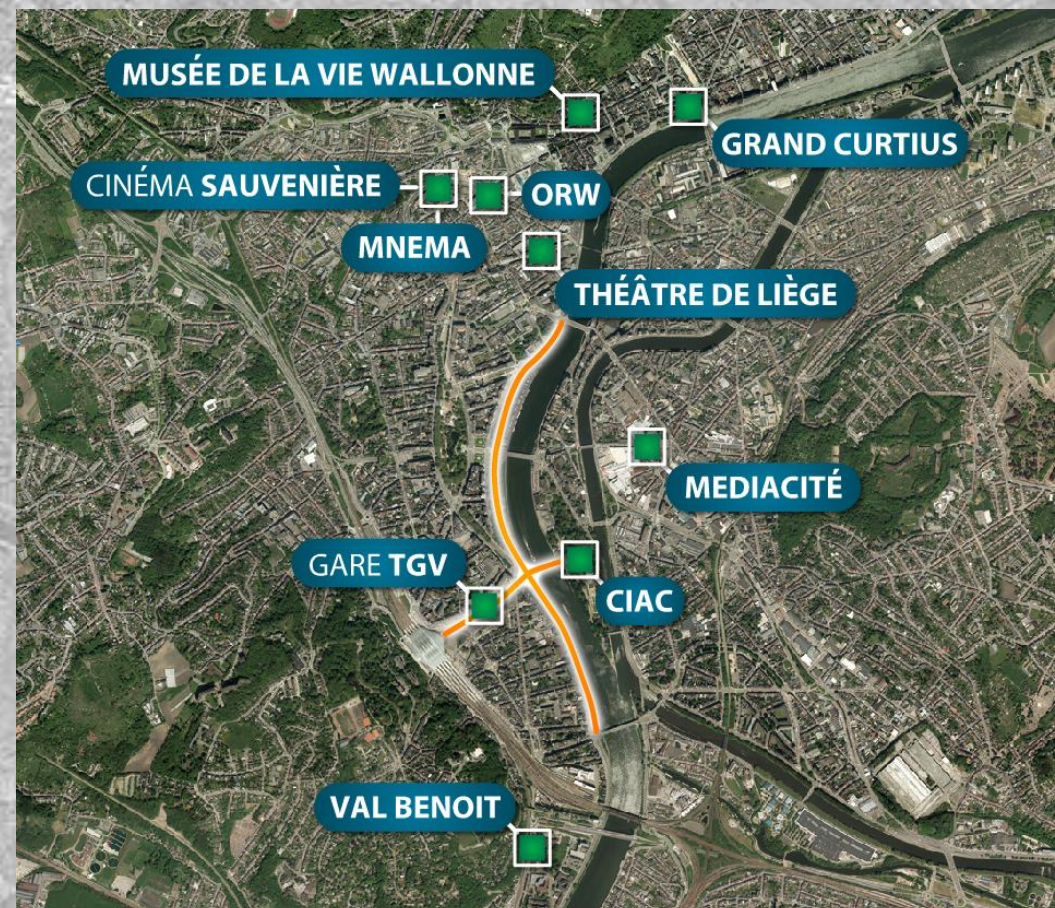 MUSÉE DE LA VIE WALLONNE
GRAND CURTIUS
CINÉMA SAUVENIÈRE
ORW
MNEMA
THÉÂTRE DE LIÈGE
MEDIACITÉ
GARE TGV
CIAC
VAL BENOIT